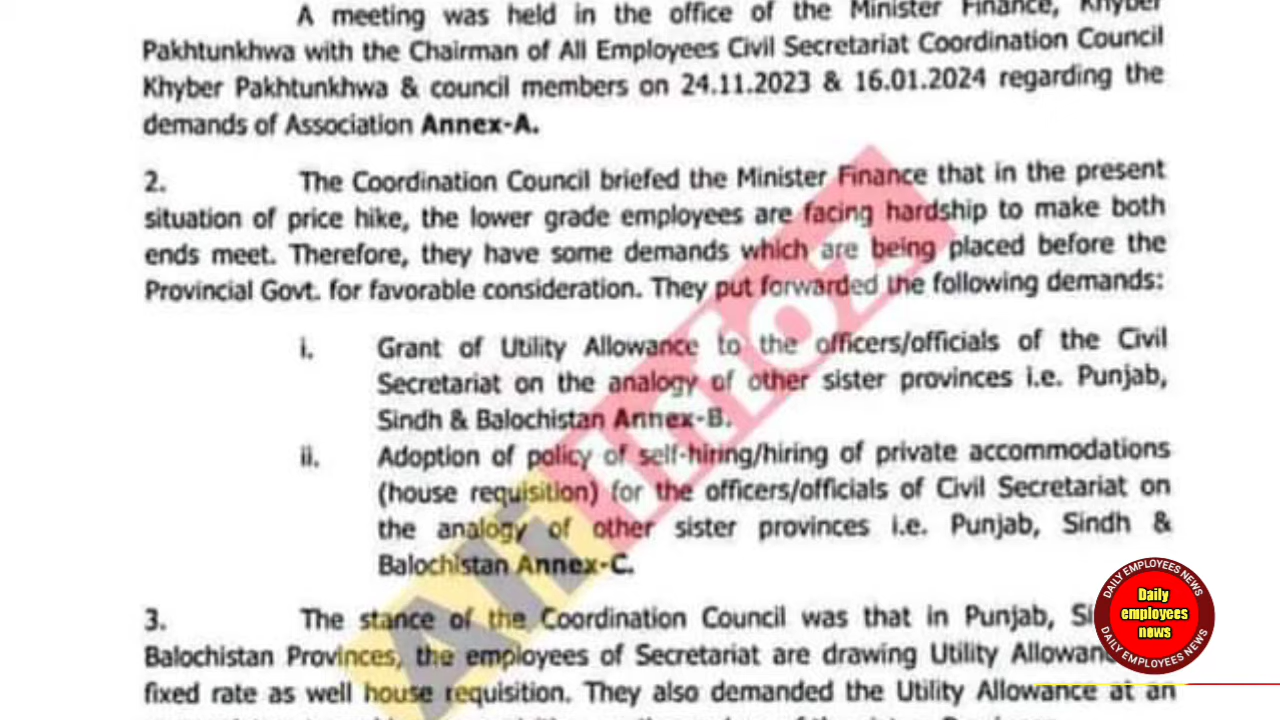 A meeting was held in the office of the Minister Finance, Khyber
Pakhtunkhwa with the Chairman of All Employees Civil Secretariat Coordination Council
Khyber Pakhtunkhwa & council members on 24.11.2023 & 16.01.2024 regarding the
demands of Association Annex-A.
2. The Coordination Council briefed the Minister Finance that in the present
situation of price hike, the lower grade employees are facing hardship to make both
ends meet. Therefore, they have some demands which are being placed before the
Provincial Govt. for favorable consideration. They put forwarded the following demands:
i. Grant of Utility Allowance to the officers/officials of the Civil
Secretariat on the analogy of other sister provinces i.e. Punjab,
Sindh & Balochistan Annex-B.
ii. Adoption of policy of self-hiring/hiring of private accommodations
(house requisition) for the officers/officials of Civil Secretariat on
the analogy of other sister provinces i.e. Punjab, Sindh &
Balochistan Annex-C.
3. The stance of the Coordination Council was that in Punjab,
Balochistan Provinces, the employees of Secretariat are drawing Utility
fixed rate as well house requisition. They also demanded the Utility Allowance at an
Ali Infoz
DAILY EMPLOYEES NEWS
Daily
employees
news
DAILY EMPLOYEES NEWS